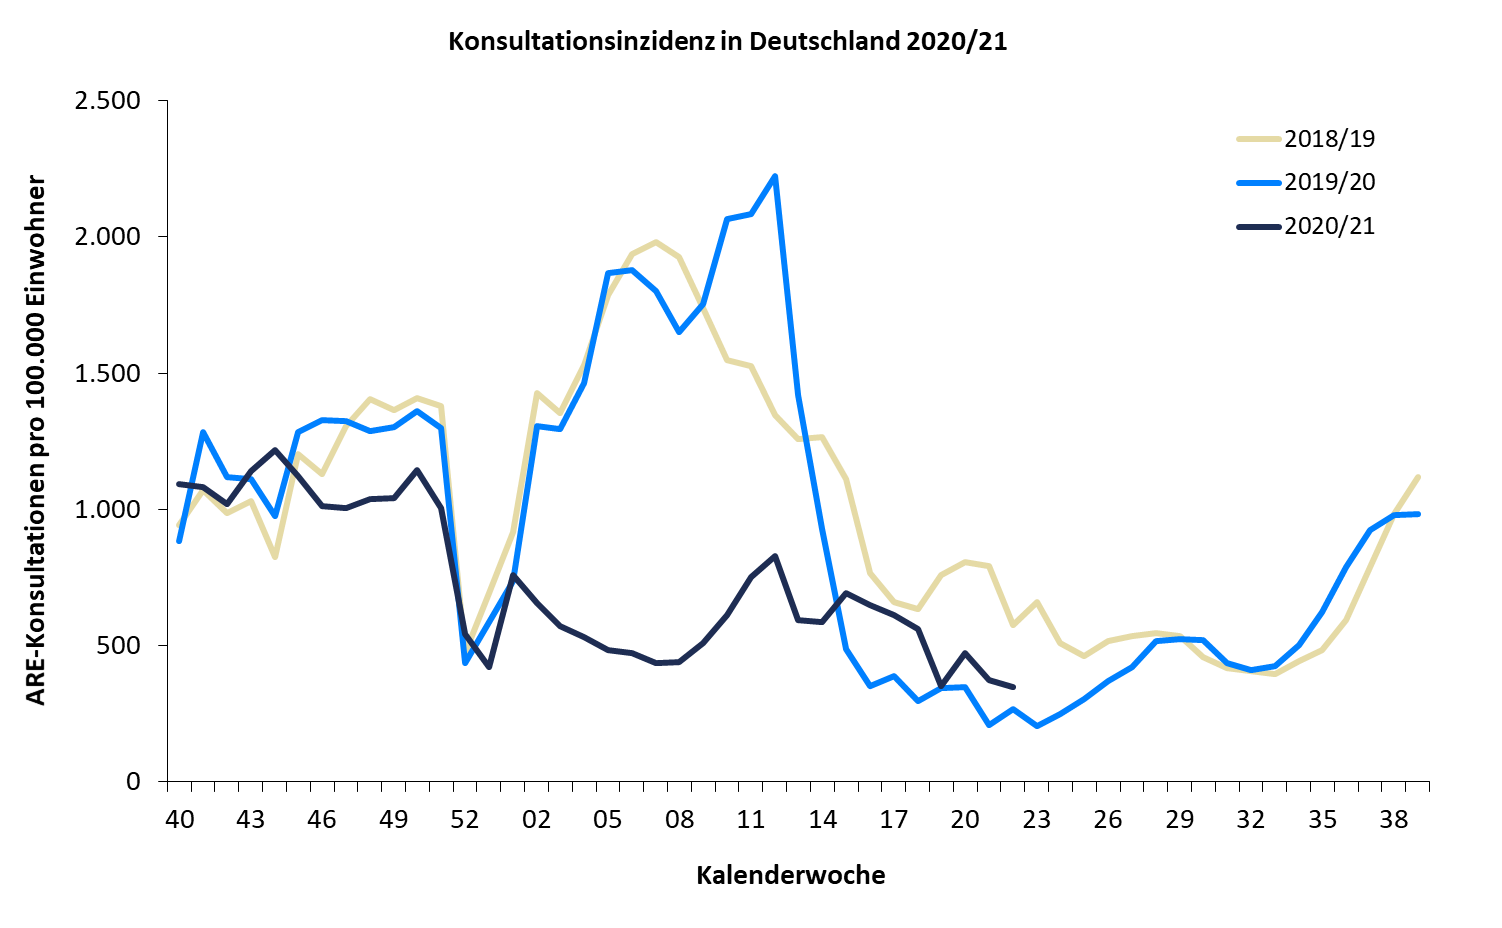 Konsultationsinzidenz in Deutschland 2020/21
2.500
2.000
1.500
1.000
500
0
ARE-Konsultationen pro 100.000 Einwohner
2018/19
2019/20
2020/21
40 43 46 49 52 02 05 08 11 14 17 20 23 26 29 32 35 38
Kalenderwoche